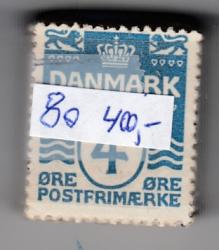 DANMARK
80 400,-
4
ØRE ØRE
POSTFRIMÆRKE